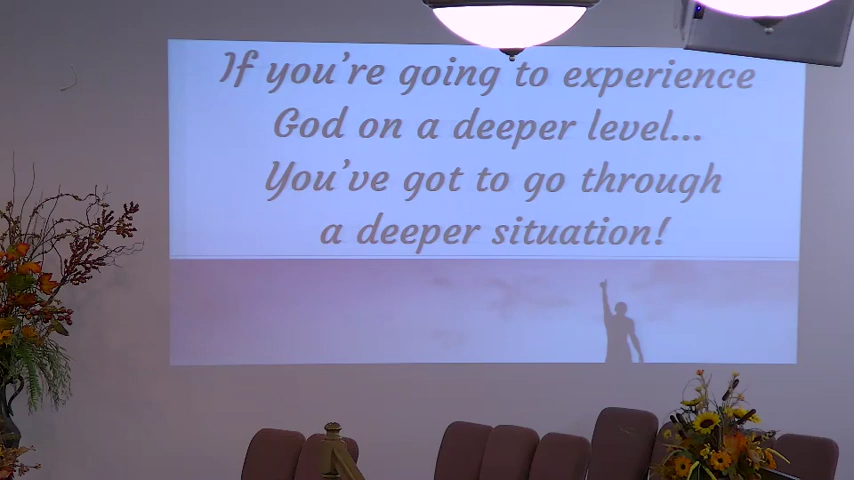 If you're going to experience
God on a deeper level...
You've got to go through
a deeper situation!